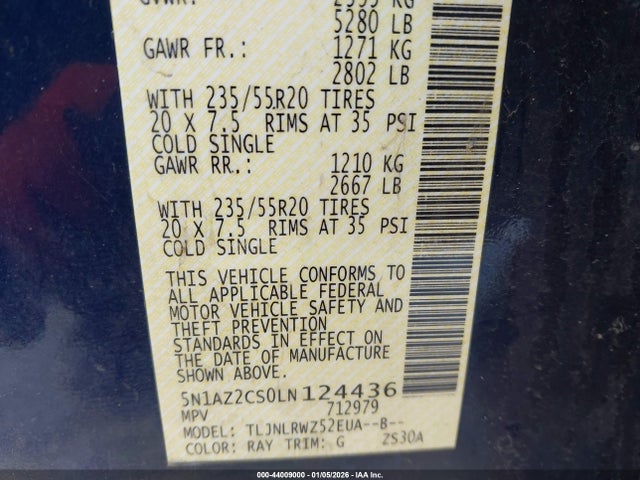 GVWR: 2395 KG
5280 LB
GAWR FR.: 1271 KG
2802 LB
WITH 235/55R20 TIRES
20 X 7.5 RIMS AT 35 PSI
COLD SINGLE
GAWR RR.: 1210 KG
2667 LB
WITH 235/55R20 TIRES
20 X 7.5 RIMS AT 35 PSI
COLD SINGLE
THIS VEHICLE CONFORMS TO
ALL APPLICABLE FEDERAL
MOTOR VEHICLE SAFETY AND
THEFT PREVENTION
STANDARDS IN EFFECT ON
THE DATE OF MANUFACTURE
SHOWN ABOVE.
5N1AZ2CS0LN124436
MPV 712979
MODEL: TLJNLRWZ52EUA--B--
COLOR: RAY TRIM: G ZS30A
000-44009000 - 01/05/2026 - IAA Inc.